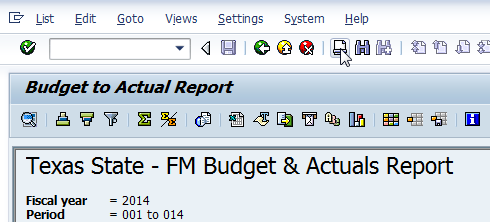 List Edit Goto Views Settings System Help
Budget to Actual Report
Texas State - FM Budget & Actuals Report
Fiscal year = 2014
Period = 001 to 014